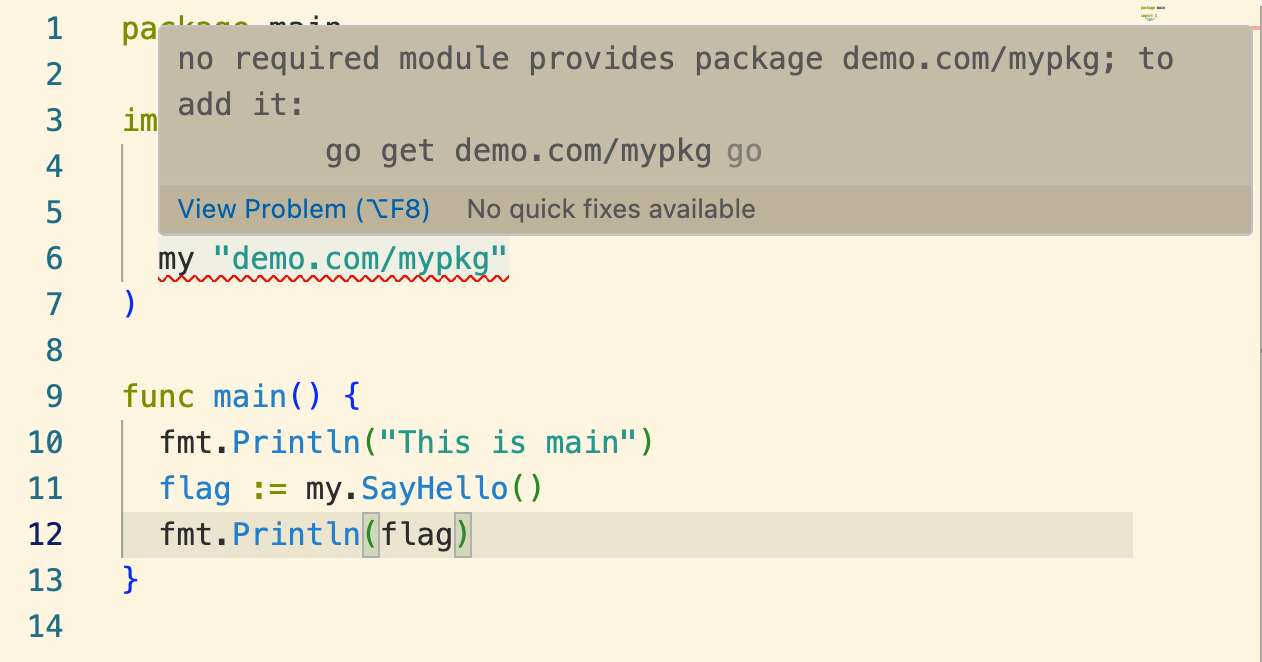 1 package main
no required module provides package demo.com/mypkg; to
2
add it:
3 im
go get demo.com/mypkg go
4
5
View Problem (⌥F8) No quick fixes available
6 my "demo.com/mypkg"
7 )
8
9 func main() {
10 fmt.Println("This is main")
11 flag := my.SayHello()
12 fmt.Println(flag)
13 }
14